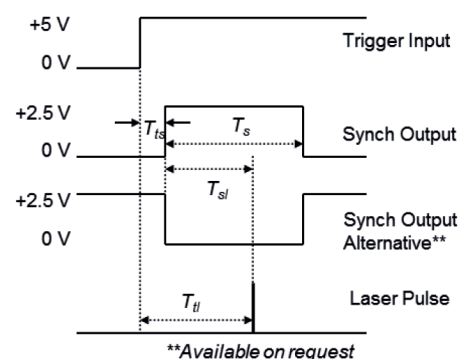 +5 V
Trigger Input
0 V
+2.5 V
Tts
Ts
Synch Output
0 V
Tsl
+2.5 V
Synch Output
Alternative**
0 V
Laser Pulse
Ttl
**Available on request